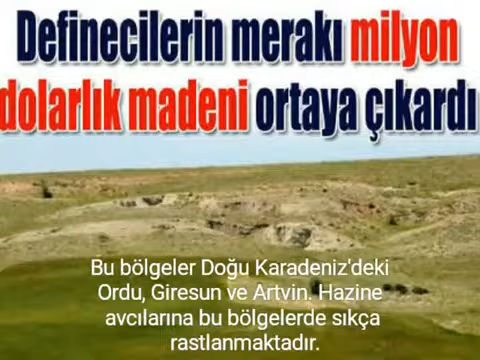 Definecilerin merakı milyon
dolarlık madeni ortaya çıkardı
Bu bölgeler Doğu Karadeniz'deki
Ordu, Giresun ve Artvin. Hazine
avcılarına bu bölgelerde sıkça
rastlanmaktadır.